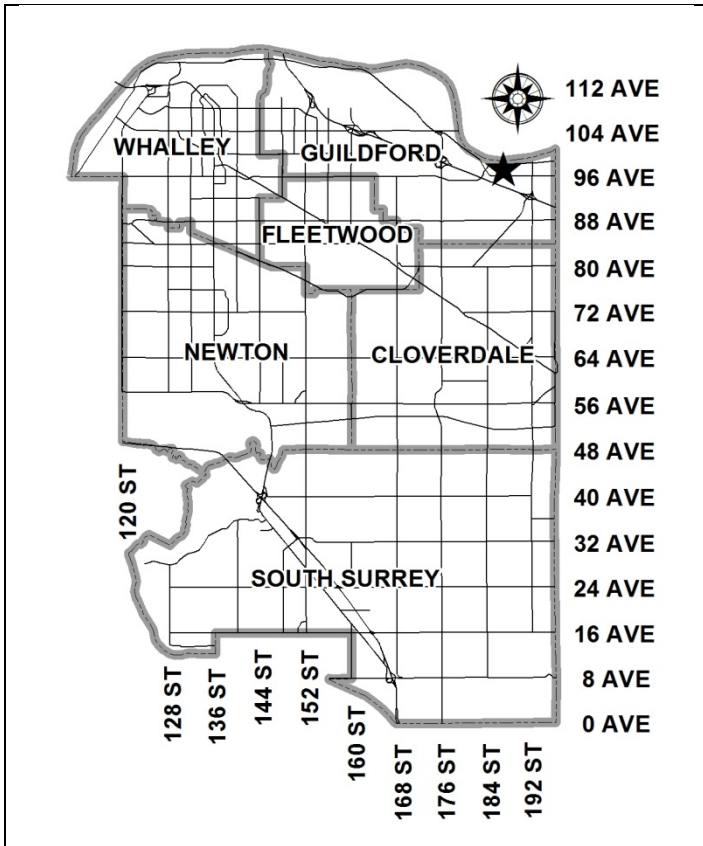 112 AVE
104 AVE
WHALLEY
GUILDFORD
96 AVE
88 AVE
FLEETWOOD
80 AVE
72 AVE
NEWTON
CLOVERDALE
64 AVE
56 AVE
48 AVE
40 AVE
120 ST
32 AVE
SOUTH SURREY
24 AVE
16 AVE
8 AVE
0 AVE
128 ST
136 ST
144 ST
152 ST
160 ST
168 ST
176 ST
184 ST
192 ST